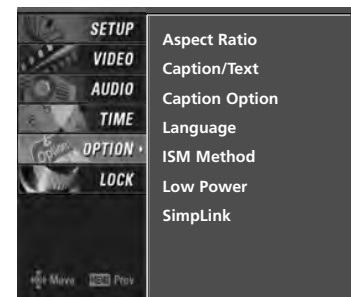 SETUP
VIDEO
AUDIO
TIME
OPTION
LOCK
Move MENU Prev
Aspect Ratio
Caption/Text
Caption Option
Language
ISM Method
Low Power
SimpLink